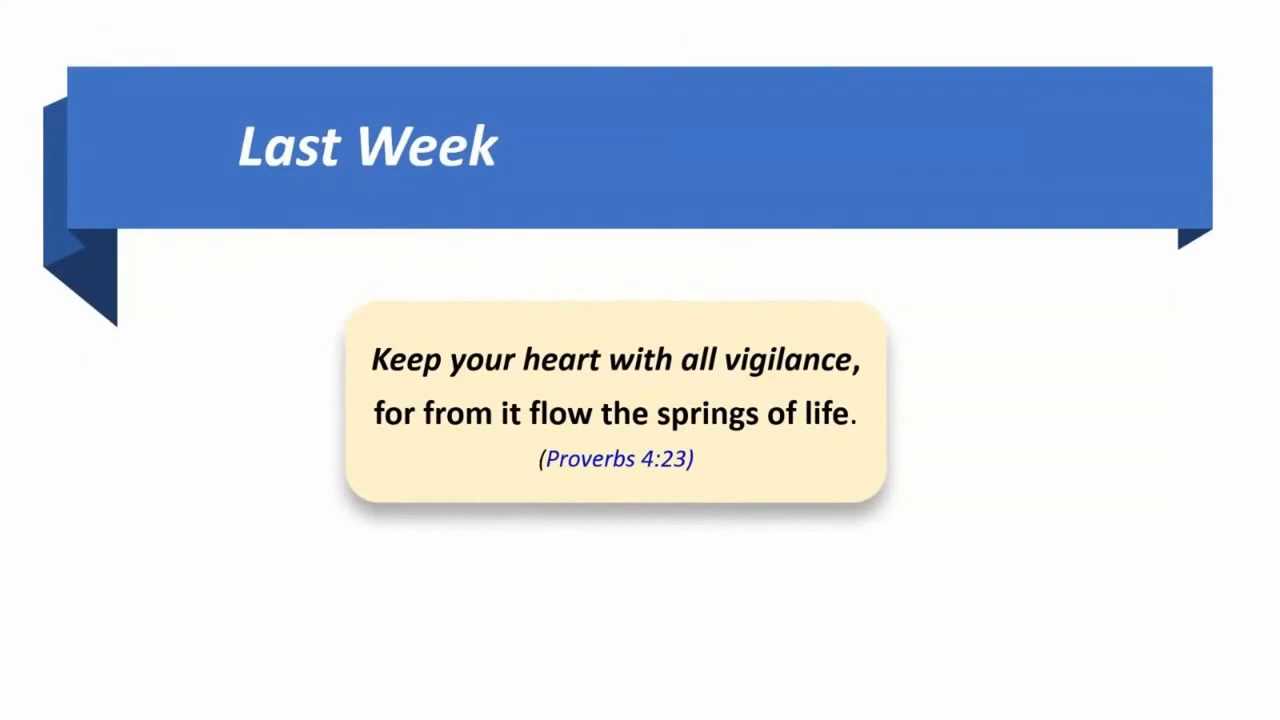 Last Week
Keep your heart with all vigilance,
for from it flow the springs of life.
(Proverbs 4:23)